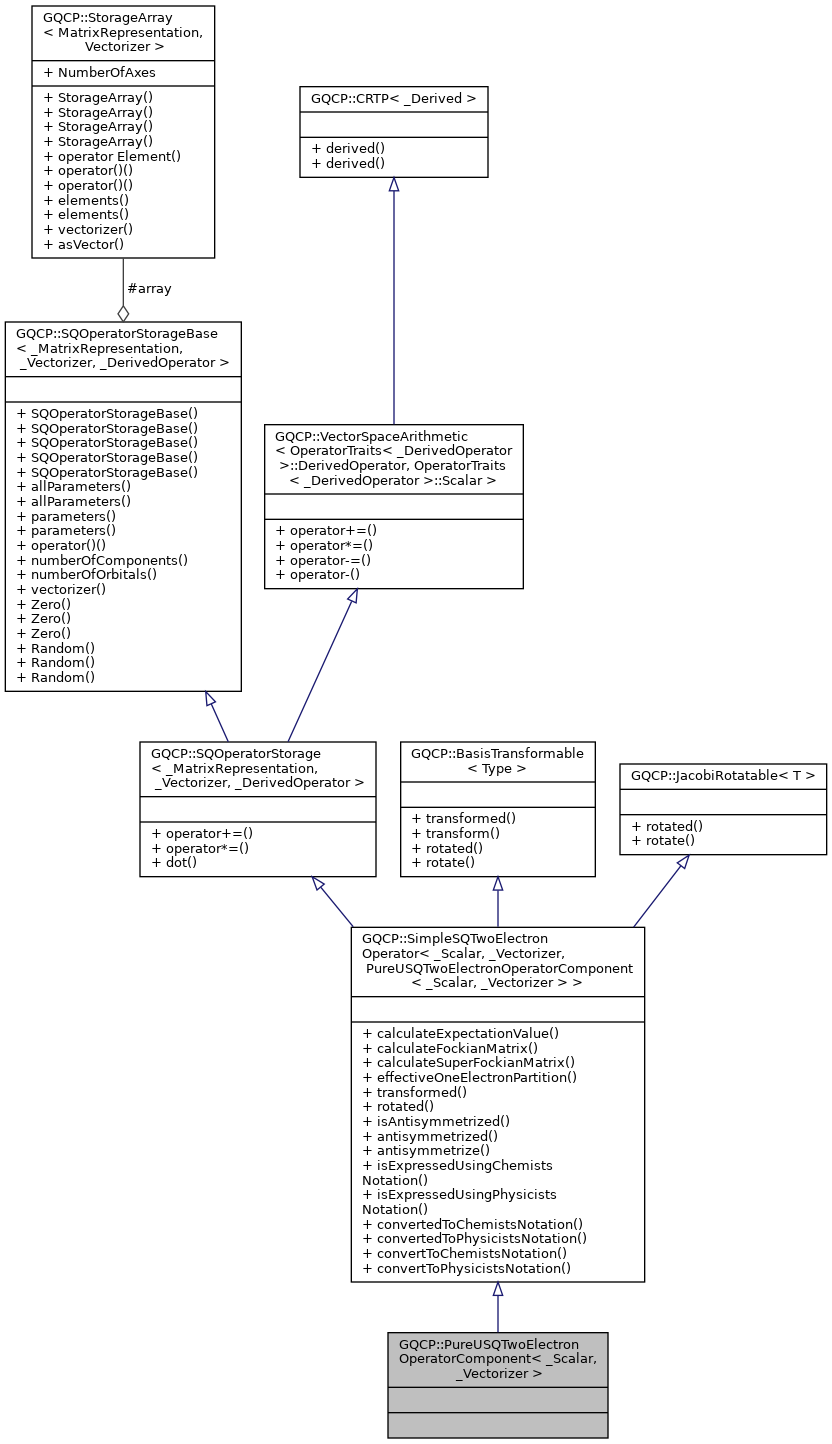 GQCP::StorageArray
< MatrixRepresentation,
Vectorizer >
+ NumberOfAxes
+ StorageArray()
+ StorageArray()
+ StorageArray()
+ StorageArray()
+ operator Element()
+ operator()()
+ operator()()
+ elements()
+ elements()
+ vectorizer()
+ asVector()
GQCP::CRTP< _Derived >
+ derived()
+ derived()
#array
GQCP::SQOperatorStorageBase
< _MatrixRepresentation,
_Vectorizer, _DerivedOperator >
+ SQOperatorStorageBase()
+ SQOperatorStorageBase()
+ SQOperatorStorageBase()
+ SQOperatorStorageBase()
+ SQOperatorStorageBase()
+ allParameters()
+ allParameters()
+ parameters()
+ parameters()
+ operator()()
+ numberOfComponents()
+ numberOfOrbitals()
+ vectorizer()
+ Zero()
+ Zero()
+ Zero()
+ Random()
+ Random()
+ Random()
GQCP::VectorSpaceArithmetic
< OperatorTraits< _DerivedOperator
>::DerivedOperator, OperatorTraits
< _DerivedOperator >::Scalar >
+ operator+=()
+ operator*=()
+ operator-=()
+ operator-()
GQCP::SQOperatorStorage
< _MatrixRepresentation,
_Vectorizer, _DerivedOperator >
+ operator+=()
+ operator*=()
+ dot()
GQCP::BasisTransformable
< Type >
+ transformed()
+ transform()
+ rotated()
+ rotate()
GQCP::JacobiRotatable< T >
+ rotated()
+ rotate()
GQCP::SimpleSQTwoElectron
Operator< _Scalar, _Vectorizer,
PureUSQTwoElectronOperatorComponent
< _Scalar, _Vectorizer > >
+ calculateExpectationValue()
+ calculateFockianMatrix()
+ calculateSuperFockianMatrix()
+ effectiveOneElectronPartition()
+ transformed()
+ rotated()
+ isAntisymmetrized()
+ antisymmetrized()
+ antisymmetrize()
+ isExpressedUsingChemists
Notation()
+ isExpressedUsingPhysicists
Notation()
+ convertedToChemistsNotation()
+ convertedToPhysicistsNotation()
+ convertToChemistsNotation()
+ convertToPhysicistsNotation()
GQCP::PureUSQTwoElectron
OperatorComponent< _Scalar,
_Vectorizer >